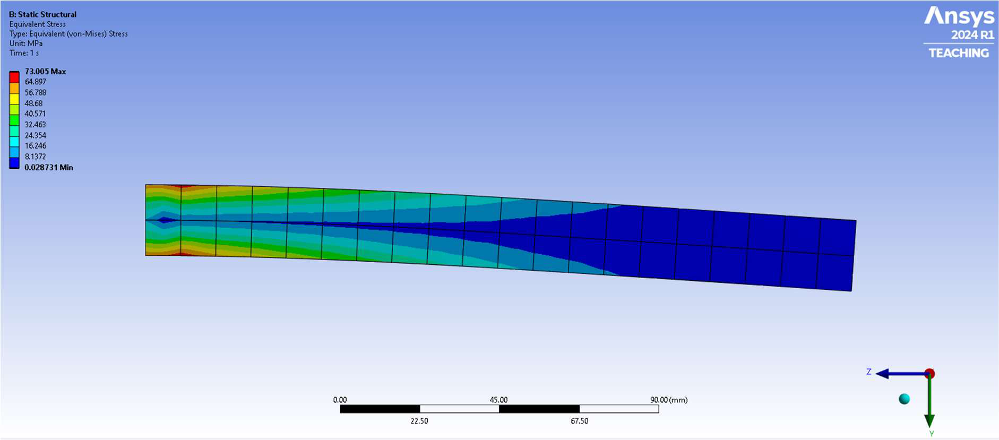 B: Static Structural
Equivalent Stress
Type: Equivalent (von-Mises) Stress
Unit: MPa
Time: 1 s
Ansys
2024 R1
TEACHING
73.005 Max
64.897
56.788
48.68
40.571
32.463
24.354
16.246
8.1372
0.028731 Min
0.00 45.00 90.00 (mm)
22.50 67.50
Z
Y